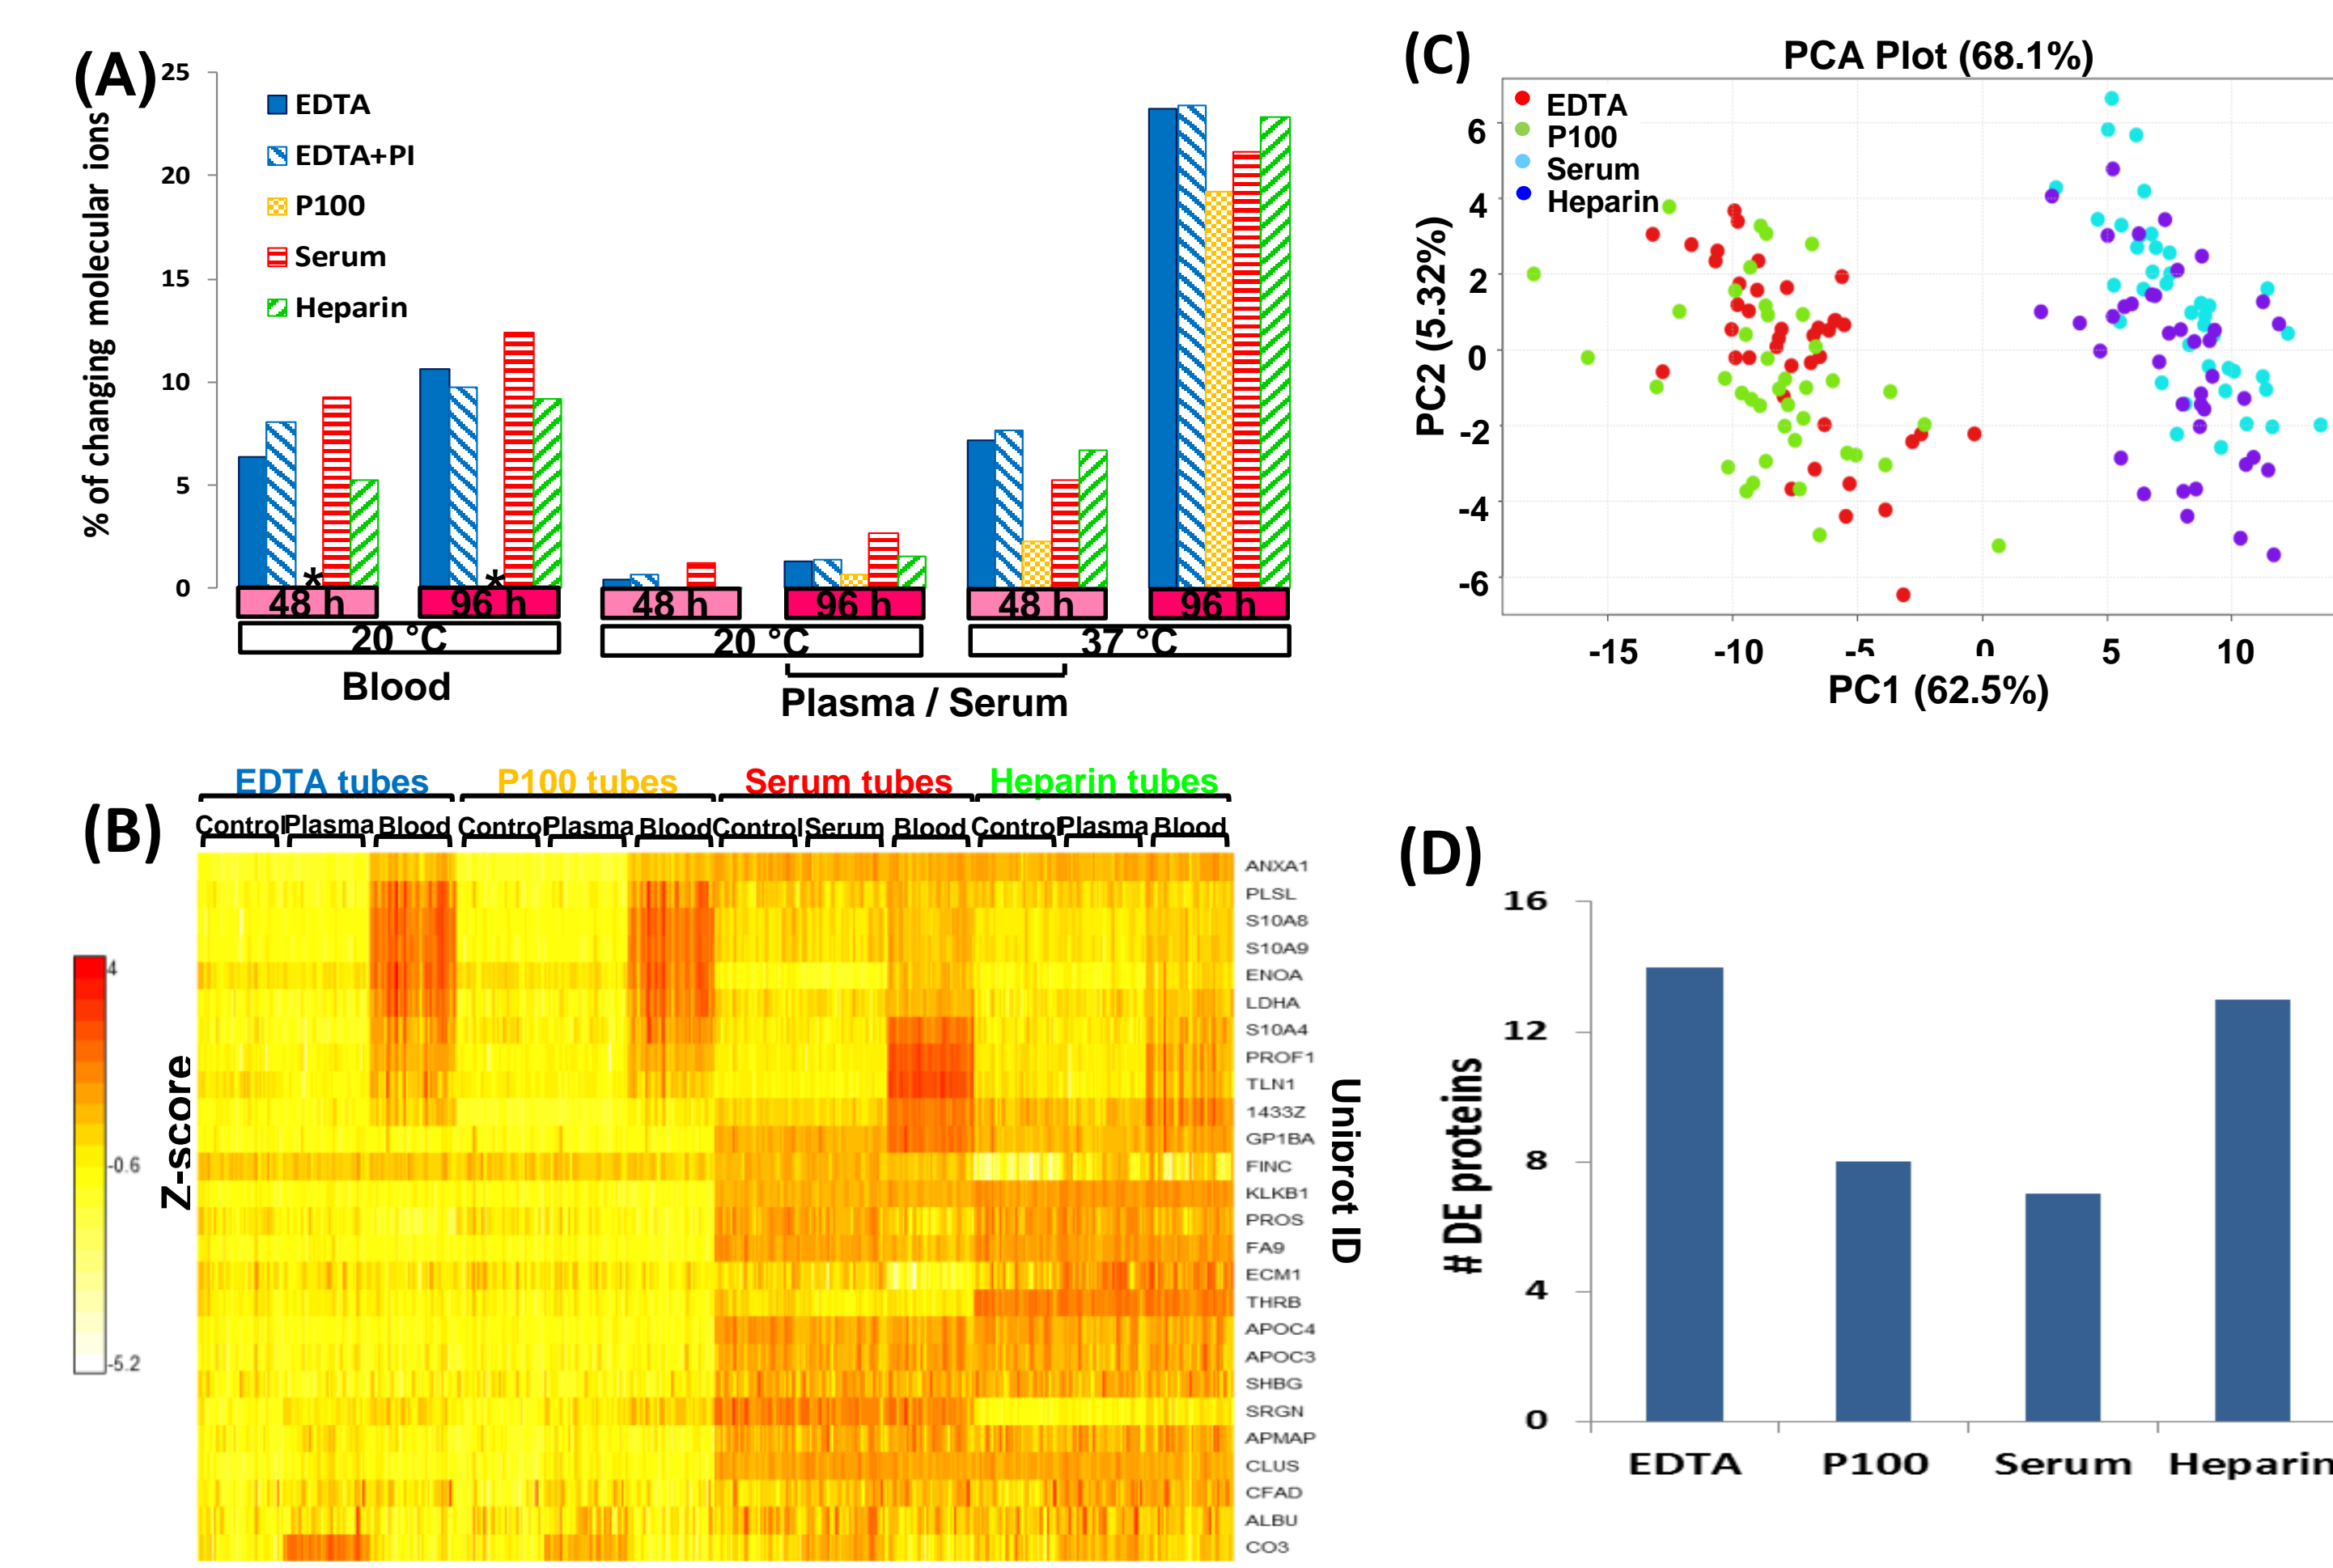 (A)
% of changing molecular ions
25
20
15
10
5
0
EDTA
EDTA+PI
P100
Serum
Heparin
*
*
48 h
96 h
48 h
96 h
48 h
96 h
20 °C
20 °C
37 °C
Blood
Plasma / Serum
(C)
PCA Plot (68.1%)
EDTA
P100
Serum
Heparin
PC2 (5.32%)
6
4
2
0
-2
-4
-6
-15
-10
-5
0
5
10
PC1 (62.5%)
(B)
EDTA tubes
P100 tubes
Serum tubes
Heparin tubes
Control Plasma Blood Control Plasma Blood Control Serum Blood Control Plasma Blood
Z-score
4
-0.6
-5.2
ANXA1
PLSL
S10A8
S10A9
ENOA
LDHA
S10A4
PROF1
TLN1
1433Z
GP1BA
FINC
KLKB1
PROS
FA9
ECM1
THRB
APOC4
APOC3
SHBG
SRGN
APMAP
CLUS
CFAD
ALBU
CO3
Uniprot ID
(D)
# DE proteins
16
12
8
4
0
EDTA
P100
Serum
Heparin